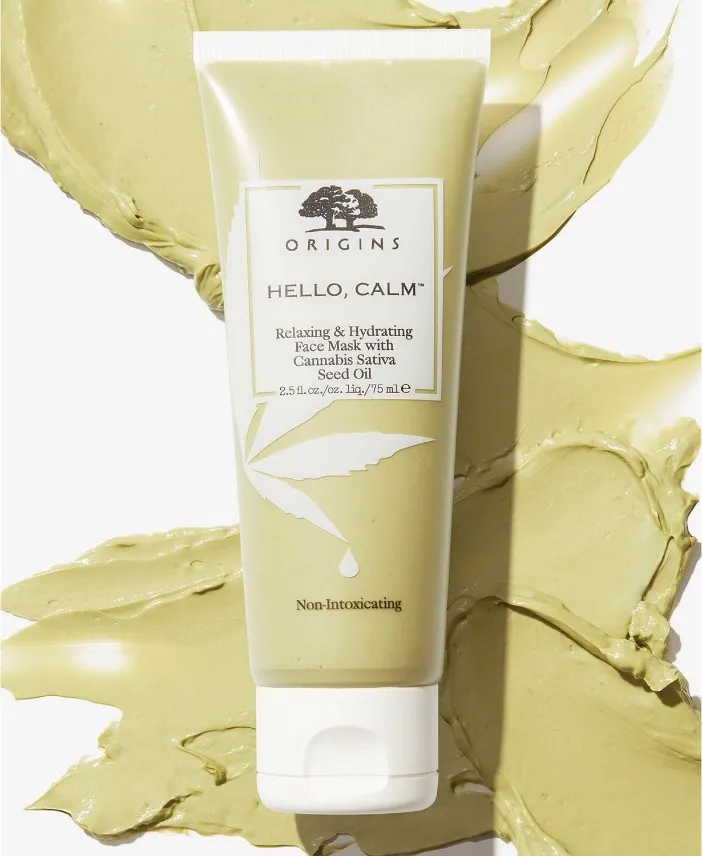 ORIGINS
HELLO, CALM™
Relaxing & Hydrating
Face Mask with
Cannabis Sativa
Seed Oil
2.5 fl. oz./oz. liq./75 ml ℮
Non-Intoxicating